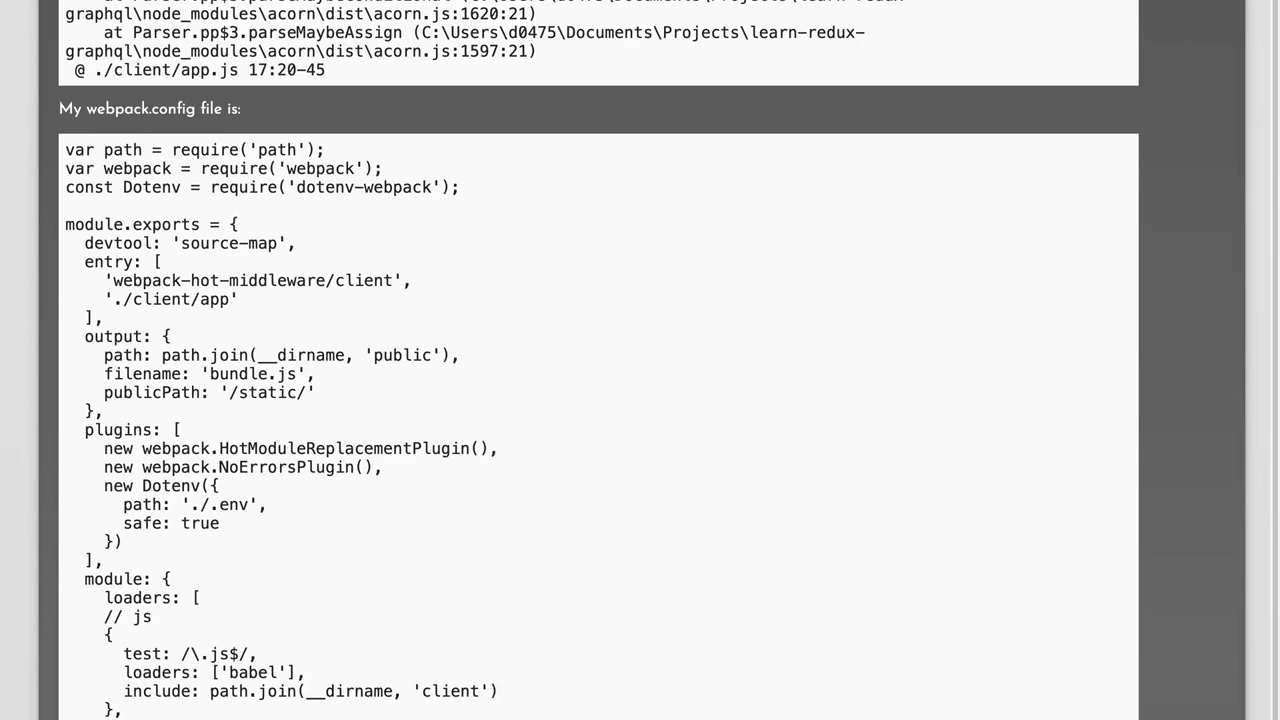 graphql\node_modules\acorn\dist\acorn.js:1620:21)
    at Parser.pp$3.parseMaybeAssign (C:\Users\d0475\Documents\Projects\learn-redux-
graphql\node_modules\acorn\dist\acorn.js:1597:21)
 @ ./client/app.js 17:20-45
My webpack.config file is:
var path = require('path');
var webpack = require('webpack');
const Dotenv = require('dotenv-webpack');

module.exports = {
  devtool: 'source-map',
  entry: [
    'webpack-hot-middleware/client',
    './client/app'
  ],
  output: {
    path: path.join(__dirname, 'public'),
    filename: 'bundle.js',
    publicPath: '/static/'
  },
  plugins: [
    new webpack.HotModuleReplacementPlugin(),
    new webpack.NoErrorsPlugin(),
    new Dotenv({
      path: './.env',
      safe: true
    })
  ],
  module: {
    loaders: [
    // js
    {
      test: /\.js$/,
      loaders: ['babel'],
      include: path.join(__dirname, 'client')
    },